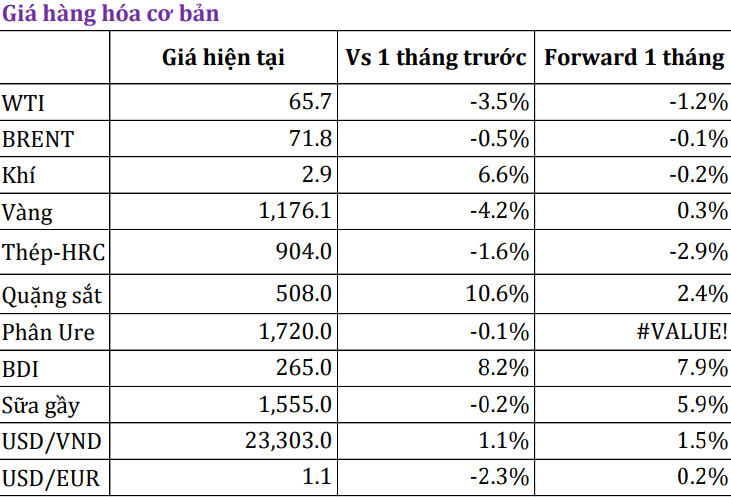 Giá hàng hóa cơ bản
Giá hiện tại Vs 1 tháng trước Forward 1 tháng
WTI 65.7 -3.5% -1.2%
BRENT 71.8 -0.5% -0.1%
Khí 2.9 6.6% -0.2%
Vàng 1,176.1 -4.2% 0.3%
Thép-HRC 904.0 -1.6% -2.9%
Quặng sắt 508.0 10.6% 2.4%
Phân Ure 1,720.0 -0.1% #VALUE!
BDI 265.0 8.2% 7.9%
Sữa gầy 1,555.0 -0.2% 5.9%
USD/VND 23,303.0 1.1% 1.5%
USD/EUR 1.1 -2.3% 0.2%